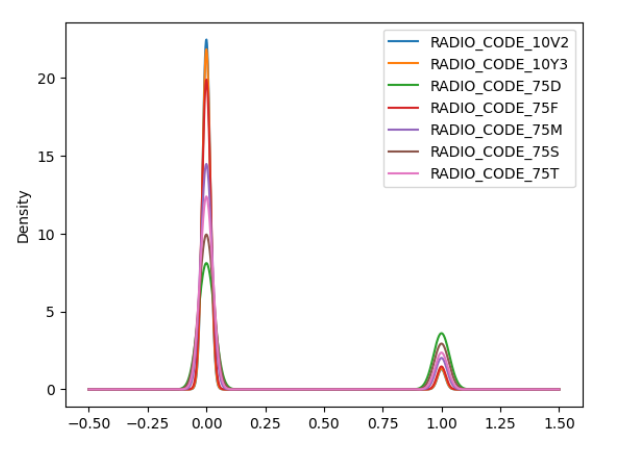 RADIO_CODE_10V2
RADIO_CODE_10Y3
RADIO_CODE_75D
RADIO_CODE_75F
RADIO_CODE_75M
RADIO_CODE_75S
RADIO_CODE_75T
Density
20
15
10
5
0
−0.50 −0.25 0.00 0.25 0.50 0.75 1.00 1.25 1.50